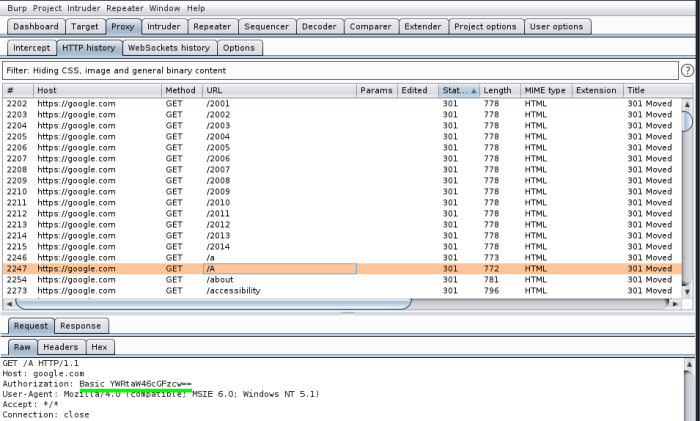 Burp Project Intruder Repeater Window Help
Dashboard Target Proxy Intruder Repeater Sequencer Decoder Comparer Extender Project options User options
Intercept HTTP history WebSockets history Options
Filter: Hiding CSS, image and general binary content
# Host Method URL Params Edited Stat... Length MIME type Extension Title
2202 https://google.com GET /2001 301 778 HTML 301 Moved
2203 https://google.com GET /2002 301 778 HTML 301 Moved
2204 https://google.com GET /2003 301 778 HTML 301 Moved
2205 https://google.com GET /2004 301 778 HTML 301 Moved
2206 https://google.com GET /2005 301 778 HTML 301 Moved
2207 https://google.com GET /2006 301 778 HTML 301 Moved
2208 https://google.com GET /2007 301 778 HTML 301 Moved
2209 https://google.com GET /2008 301 778 HTML 301 Moved
2210 https://google.com GET /2009 301 778 HTML 301 Moved
2211 https://google.com GET /2010 301 778 HTML 301 Moved
2212 https://google.com GET /2011 301 778 HTML 301 Moved
2213 https://google.com GET /2012 301 778 HTML 301 Moved
2214 https://google.com GET /2013 301 778 HTML 301 Moved
2215 https://google.com GET /2014 301 778 HTML 301 Moved
2246 https://google.com GET /a 301 773 HTML 301 Moved
2247 https://google.com GET /A 301 772 HTML 301 Moved
2254 https://google.com GET /about 301 781 HTML 301 Moved
2273 https://google.com GET /accessibility 301 796 HTML 301 Moved
Request Response
Raw Headers Hex
GET /A HTTP/1.1
Host: google.com
Authorization: Basic YWRtaW46cGFzcw==
User-Agent: Mozilla/4.0 (compatible; MSIE 6.0; Windows NT 5.1)
Accept: */*
Connection: close